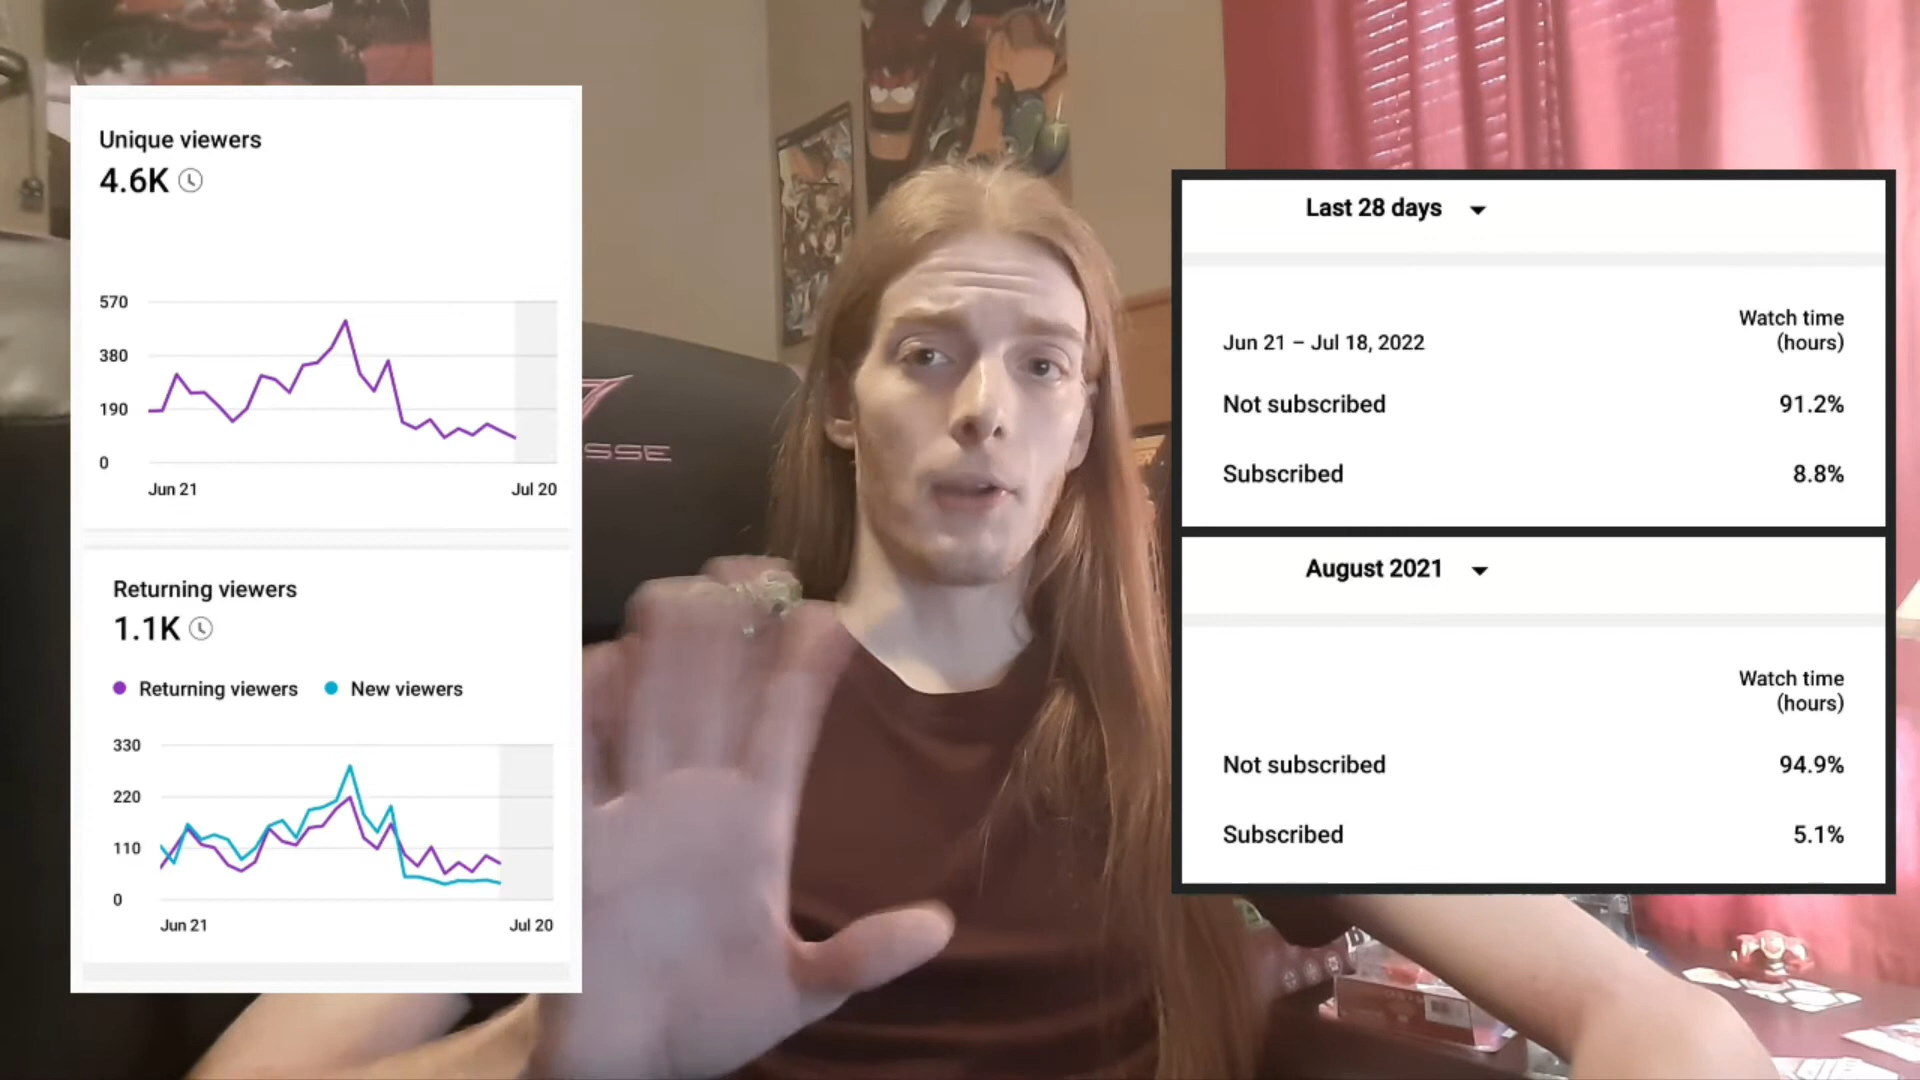 Unique viewers
4.6K
570
380
190
0
Jun 21
Jul 20
Returning viewers
1.1K
Returning viewers
New viewers
330
220
110
0
Jun 21
Jul 20
SSE
Last 28 days
Jun 21 – Jul 18, 2022
Watch time
(hours)
Not subscribed
91.2%
Subscribed
8.8%
August 2021
Watch time
(hours)
Not subscribed
94.9%
Subscribed
5.1%